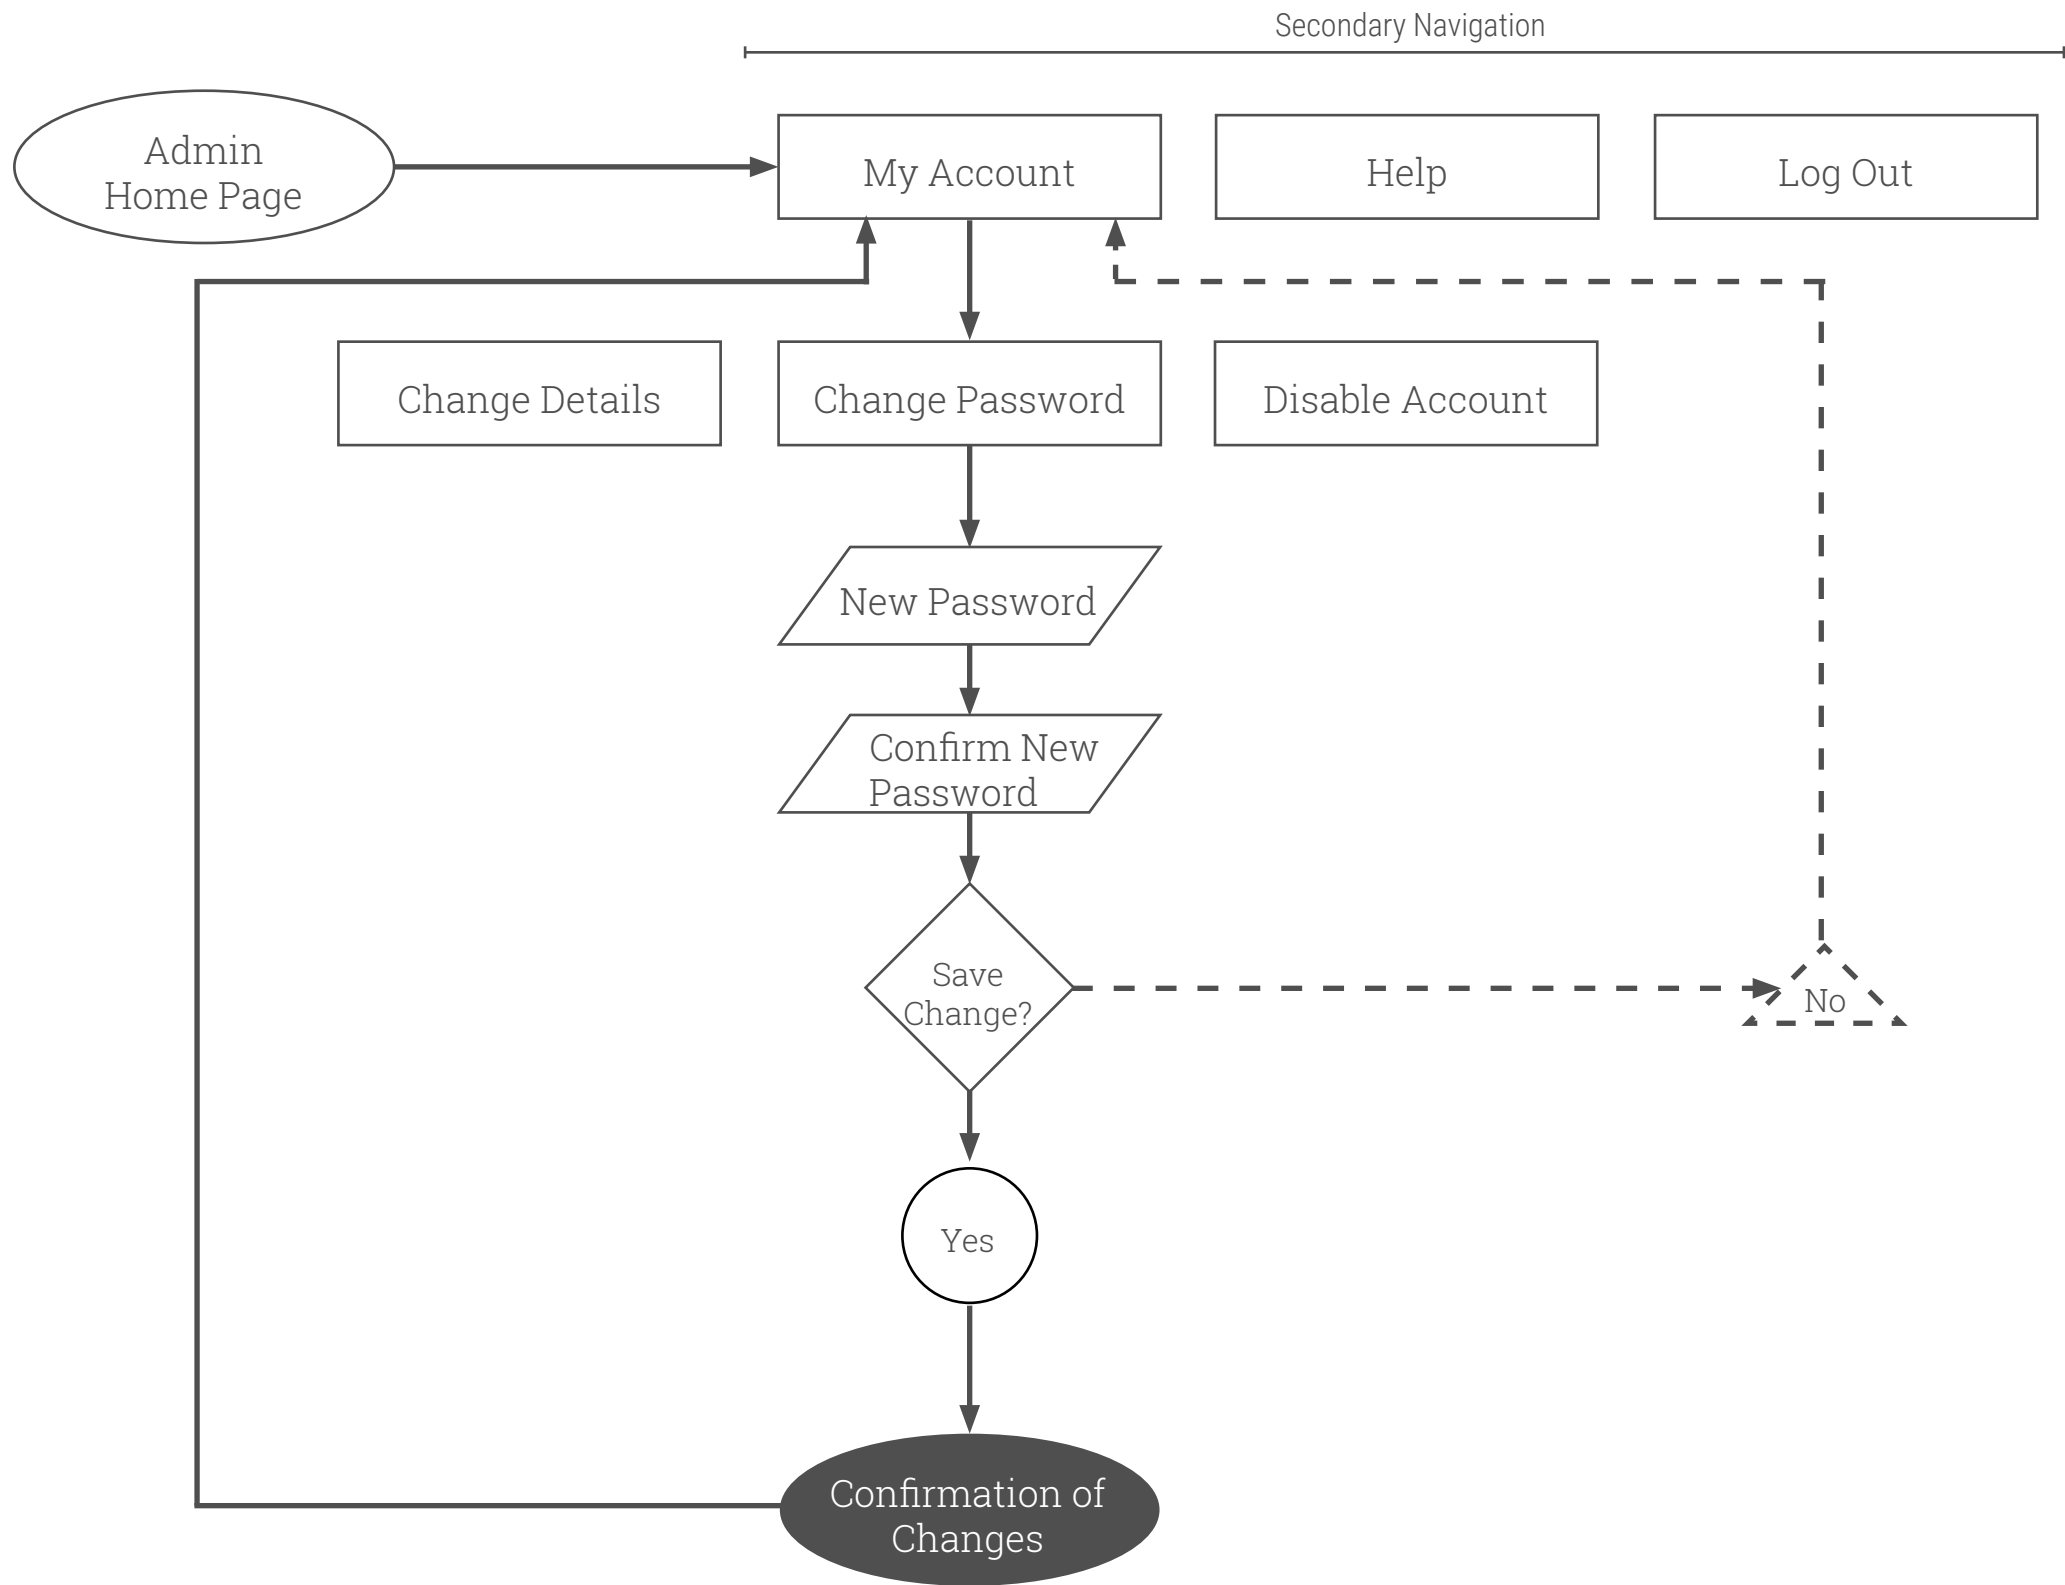 Secondary Navigation
Admin
Home Page
My Account
Help
Log Out
Change Details
Change Password
Disable Account
New Password
Confirm New
Password
Save
Change?
No
Yes
Confirmation of
Changes